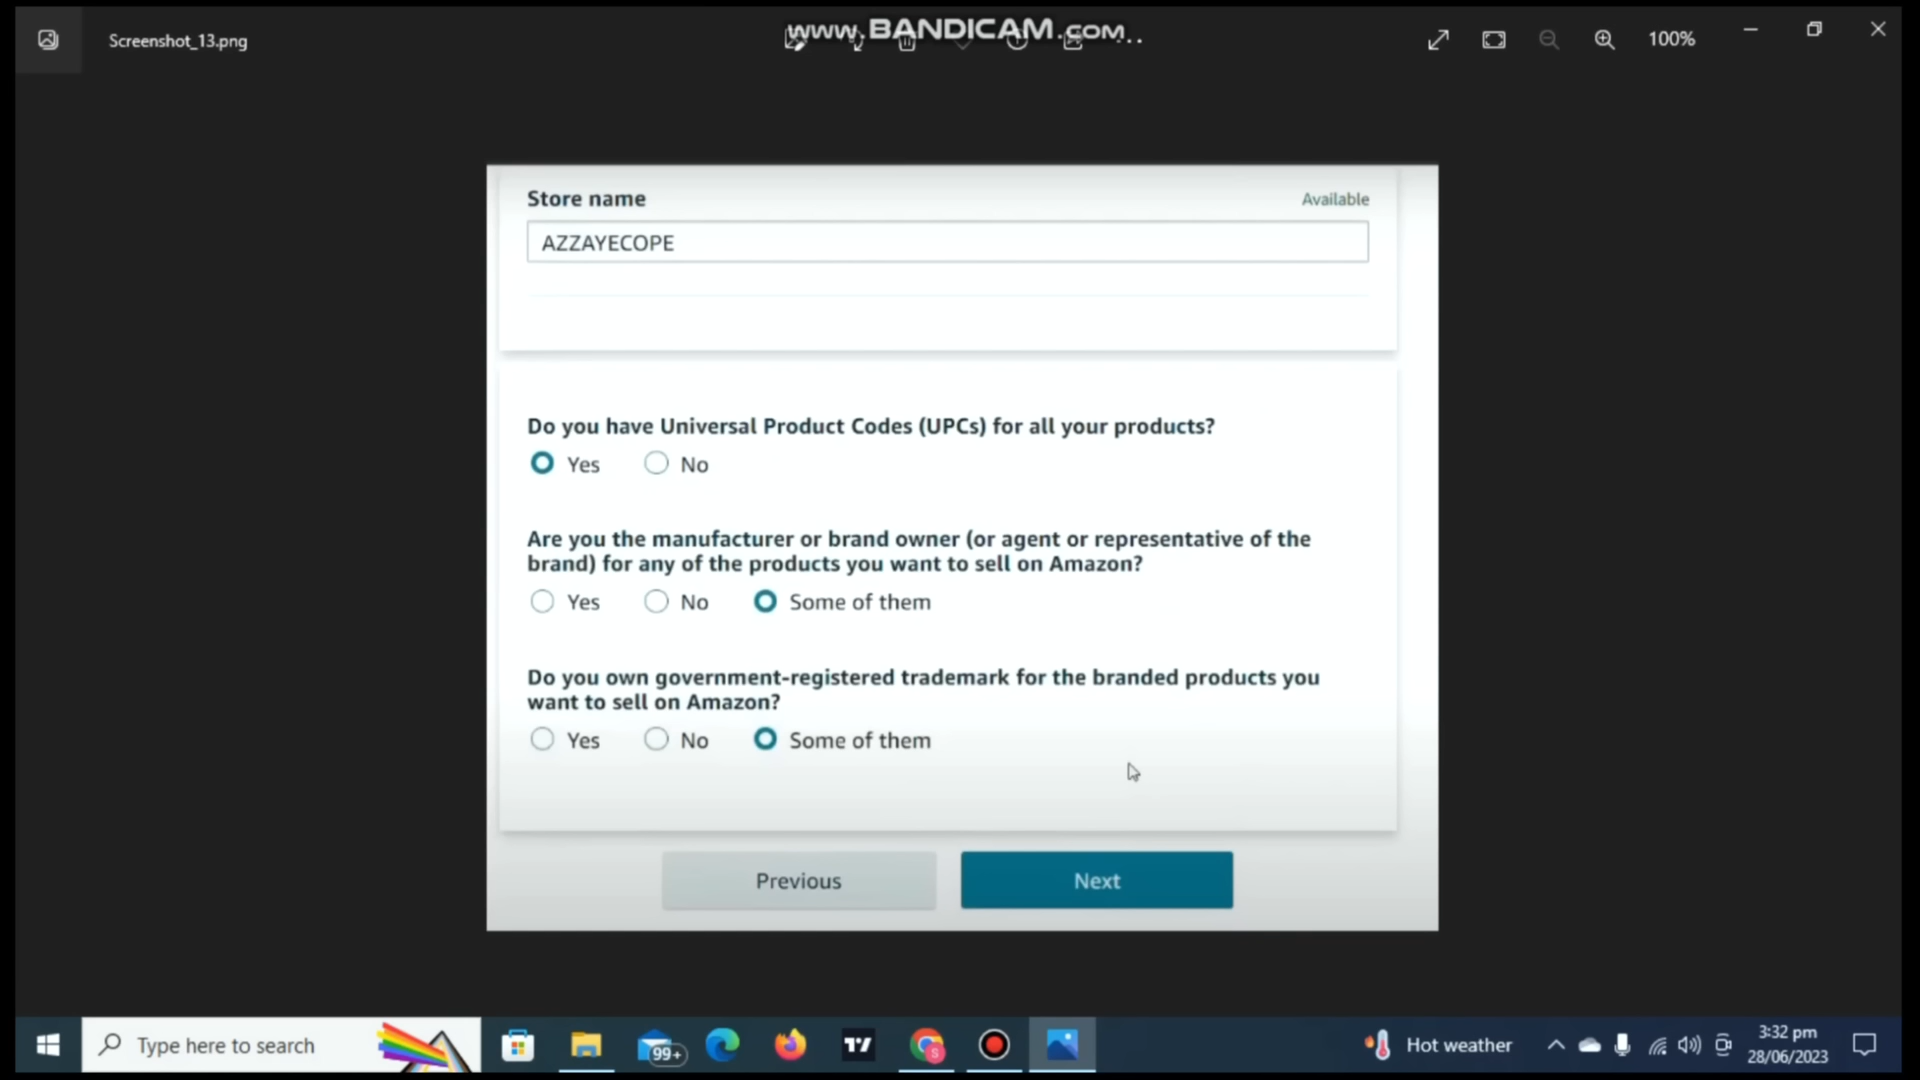 Screenshot_13.png
www.BANDICAM.com
100%
Store name
Available
AZZAYECOPE
Do you have Universal Product Codes (UPCs) for all your products?
Yes
No
Are you the manufacturer or brand owner (or agent or representative of the
brand) for any of the products you want to sell on Amazon?
Yes
No
Some of them
Do you own government-registered trademark for the branded products you
want to sell on Amazon?
Yes
No
Some of them
Previous
Next
Type here to search
99+
S
Hot weather
3:32 pm
28/06/2023